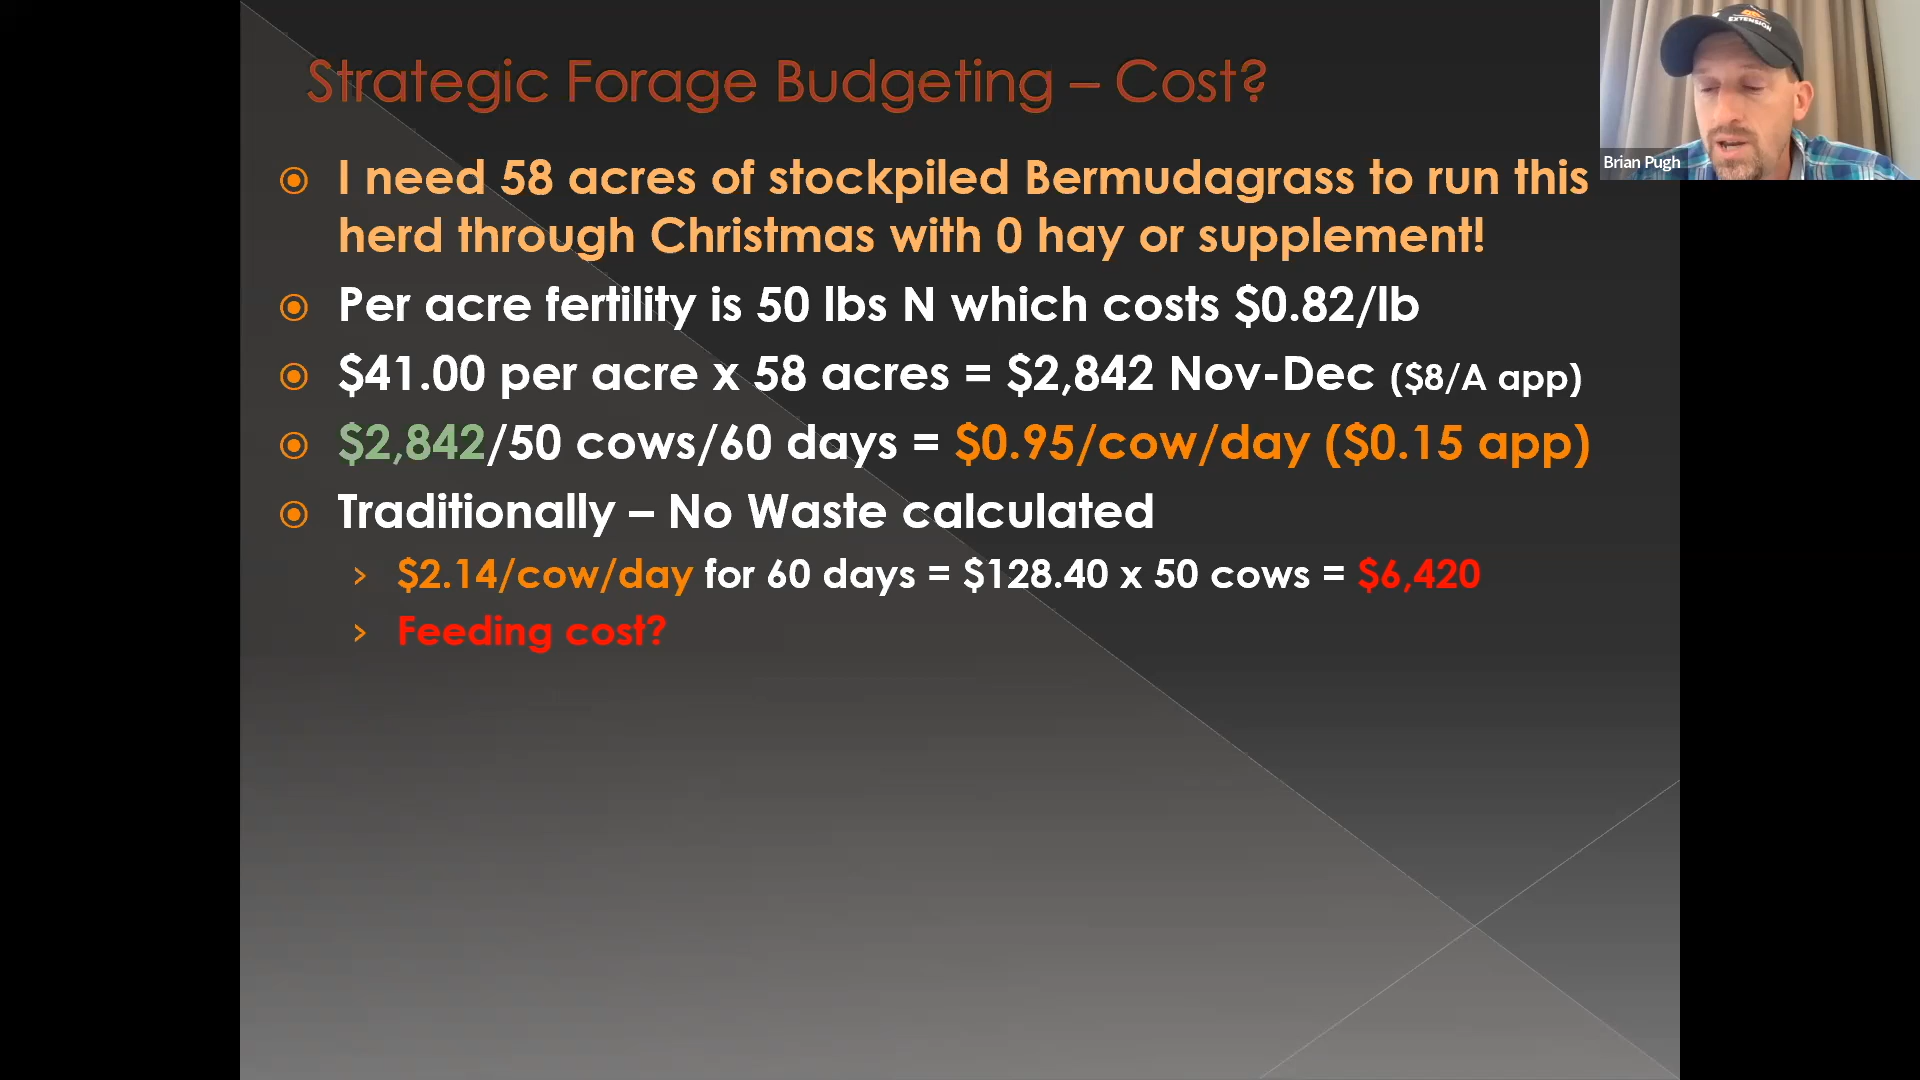 Strategic Forage Budgeting – Cost?
I need 58 acres of stockpiled Bermudagrass to run this
herd through Christmas with 0 hay or supplement!
Per acre fertility is 50 lbs N which costs $0.82/lb
$41.00 per acre x 58 acres = $2,842 Nov-Dec ($8/A app)
$2,842/50 cows/60 days = $0.95/cow/day ($0.15 app)
Traditionally – No Waste calculated
$2.14/cow/day for 60 days = $128.40 x 50 cows = $6,420
Feeding cost?
EXTENSION
Brian Pugh